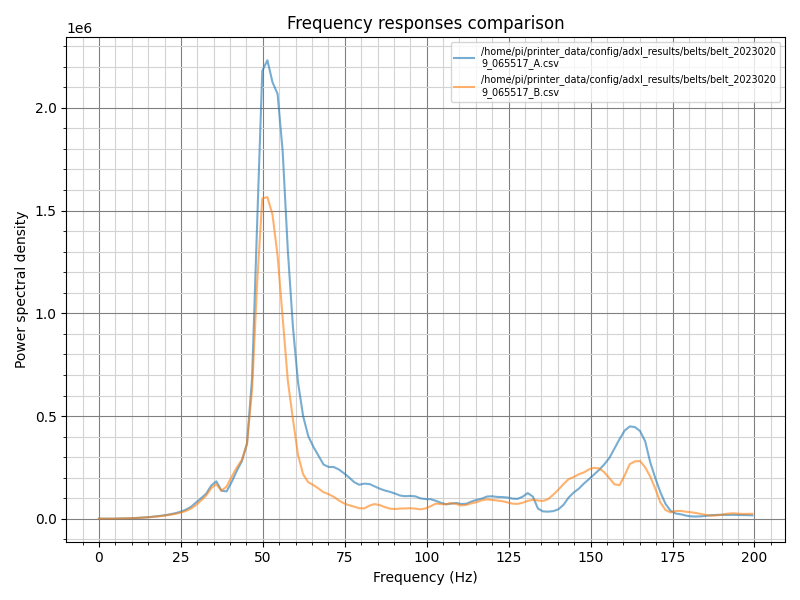 Frequency responses comparison
1e6
/home/pi/printer_data/config/adxl_results/belts/belt_2023020
9_065517_A.csv
/home/pi/printer_data/config/adxl_results/belts/belt_2023020
9_065517_B.csv
2.0
1.5
1.0
0.5
0.0
Power spectral density
0 25 50 75 100 125 150 175 200
Frequency (Hz)